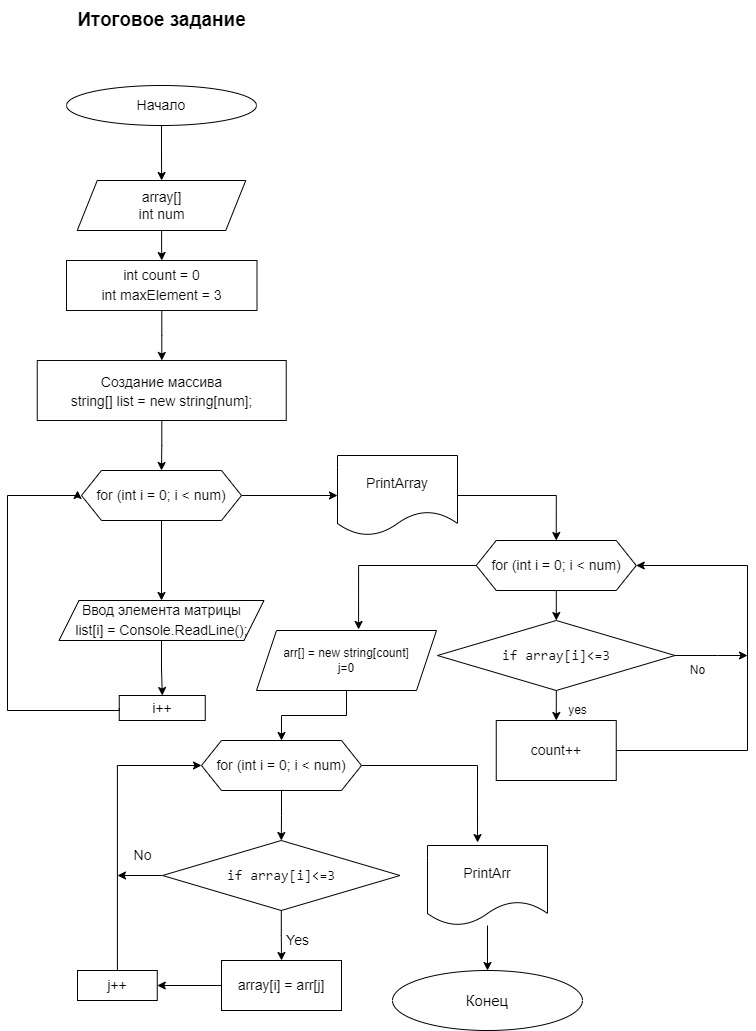 Итоговое задание
Начало
array[]
int num
int count = 0
int maxElement = 3
Создание массива
string[] list = new string[num];
for (int i = 0; i < num)
PrintArray
Ввод элемента матрицы
list[i] = Console.ReadLine();
i++
for (int i = 0; i < num)
if array[i]<=3
No
yes
count++
arr[] = new string[count]
j=0
for (int i = 0; i < num)
if array[i]<=3
No
Yes
array[i] = arr[j]
j++
PrintArr
Конец